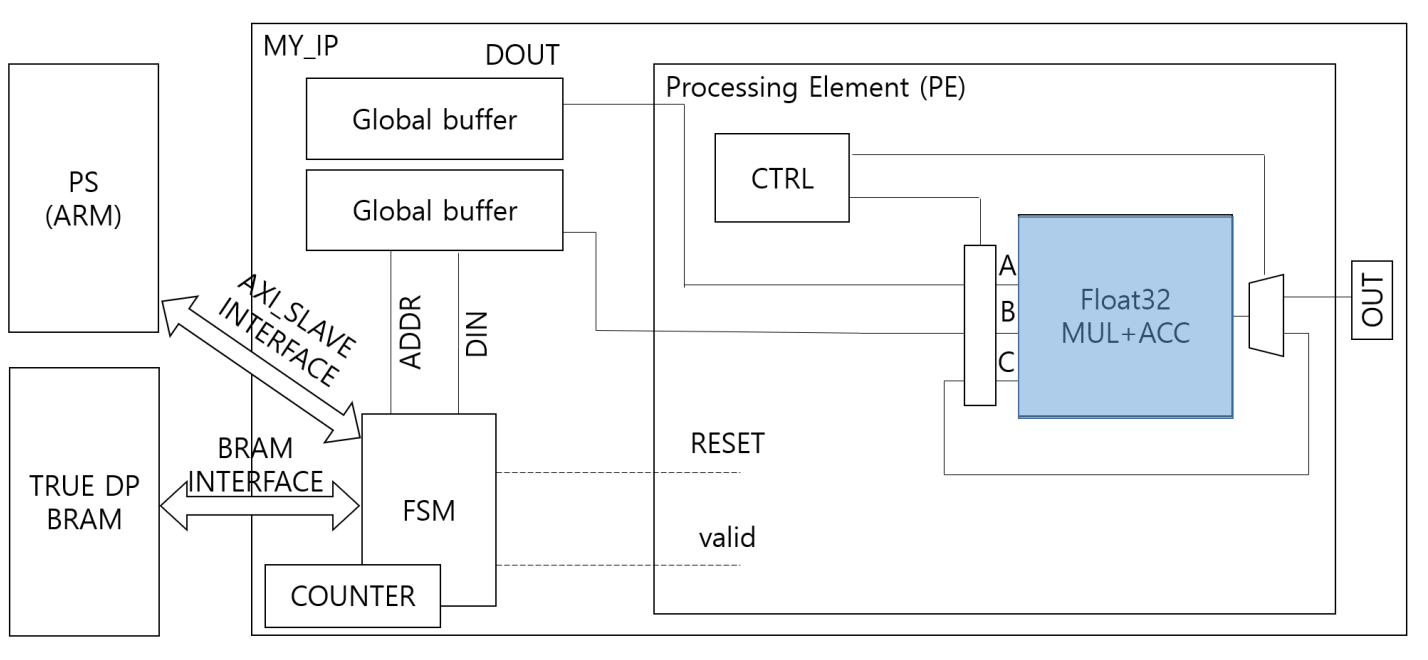 MY_IP
DOUT
Processing Element (PE)
Global buffer
Global buffer
CTRL
PS
(ARM)
AXI_SLAVE
INTERFACE
ADDR
DIN
A
B
C
Float32
MUL+ACC
OUT
BRAM
INTERFACE
RESET
TRUE DP
BRAM
FSM
valid
COUNTER